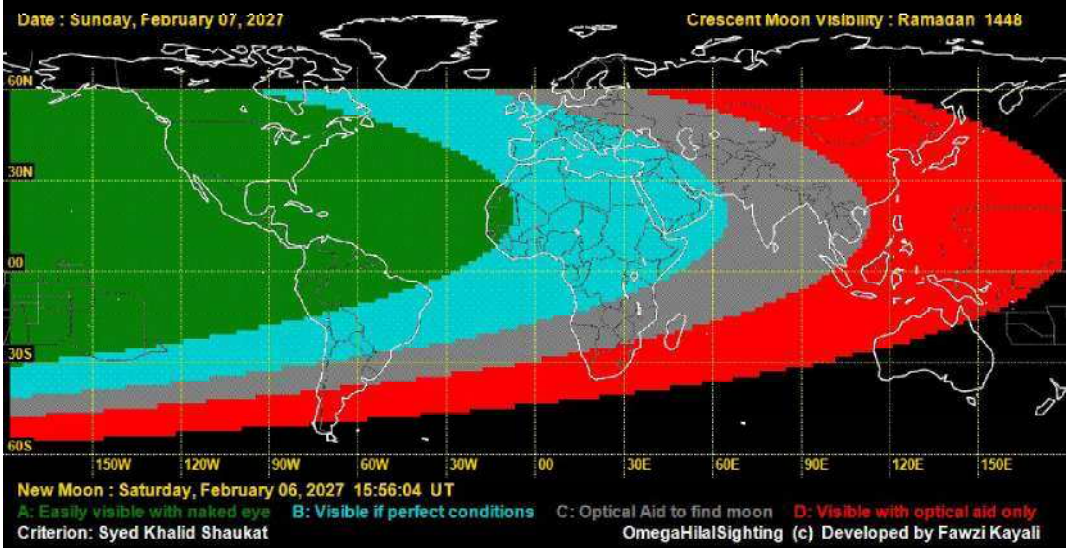 Date : Sunday, February 07, 2027 Crescent Moon Visibility : Ramadan 1448
60N
30N
00
30S
60S
150W 120W 90W 60W 30W 00 30E 60E 90E 120E 150E
New Moon : Saturday, February 06, 2027 15:56:04 UT
A: Easily visible with naked eye B: Visible if perfect conditions C: Optical Aid to find moon D: Visible with optical aid only
Criterion: Syed Khalid Shaukat OmegaHilalSighting (c) Developed by Fawzi Kayali